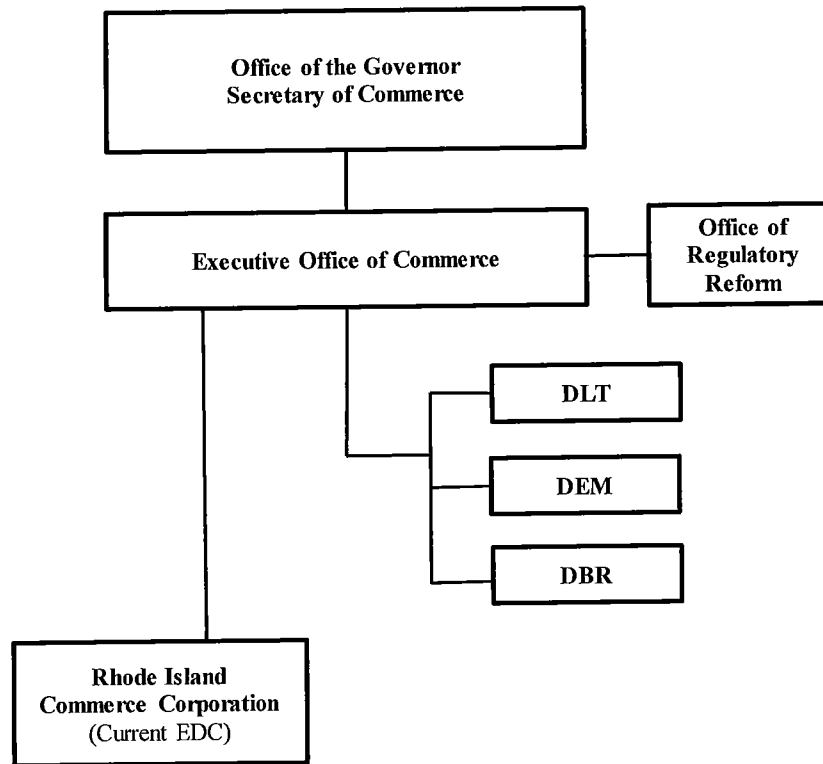 Office of the Governor
Secretary of Commerce
Executive Office of Commerce
Office of
Regulatory
Reform
DLT
DEM
DBR
Rhode Island
Commerce Corporation
(Current EDC)